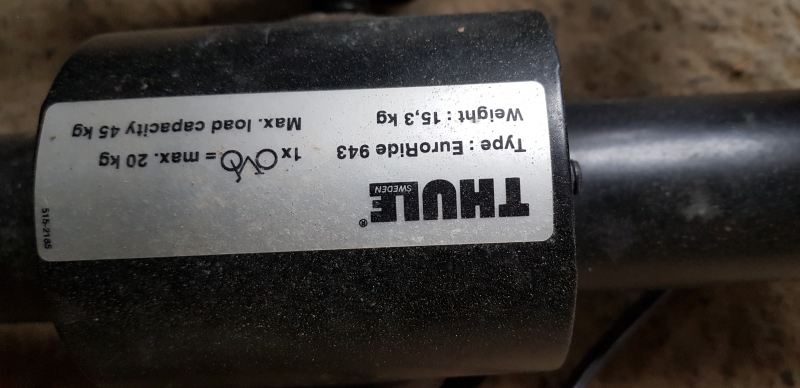 THULE®
SWEDEN
Type : EuroRide 943
Weight : 15,3 kg
1x = max. 20 kg
Max. load capacity 45 kg
515-2185